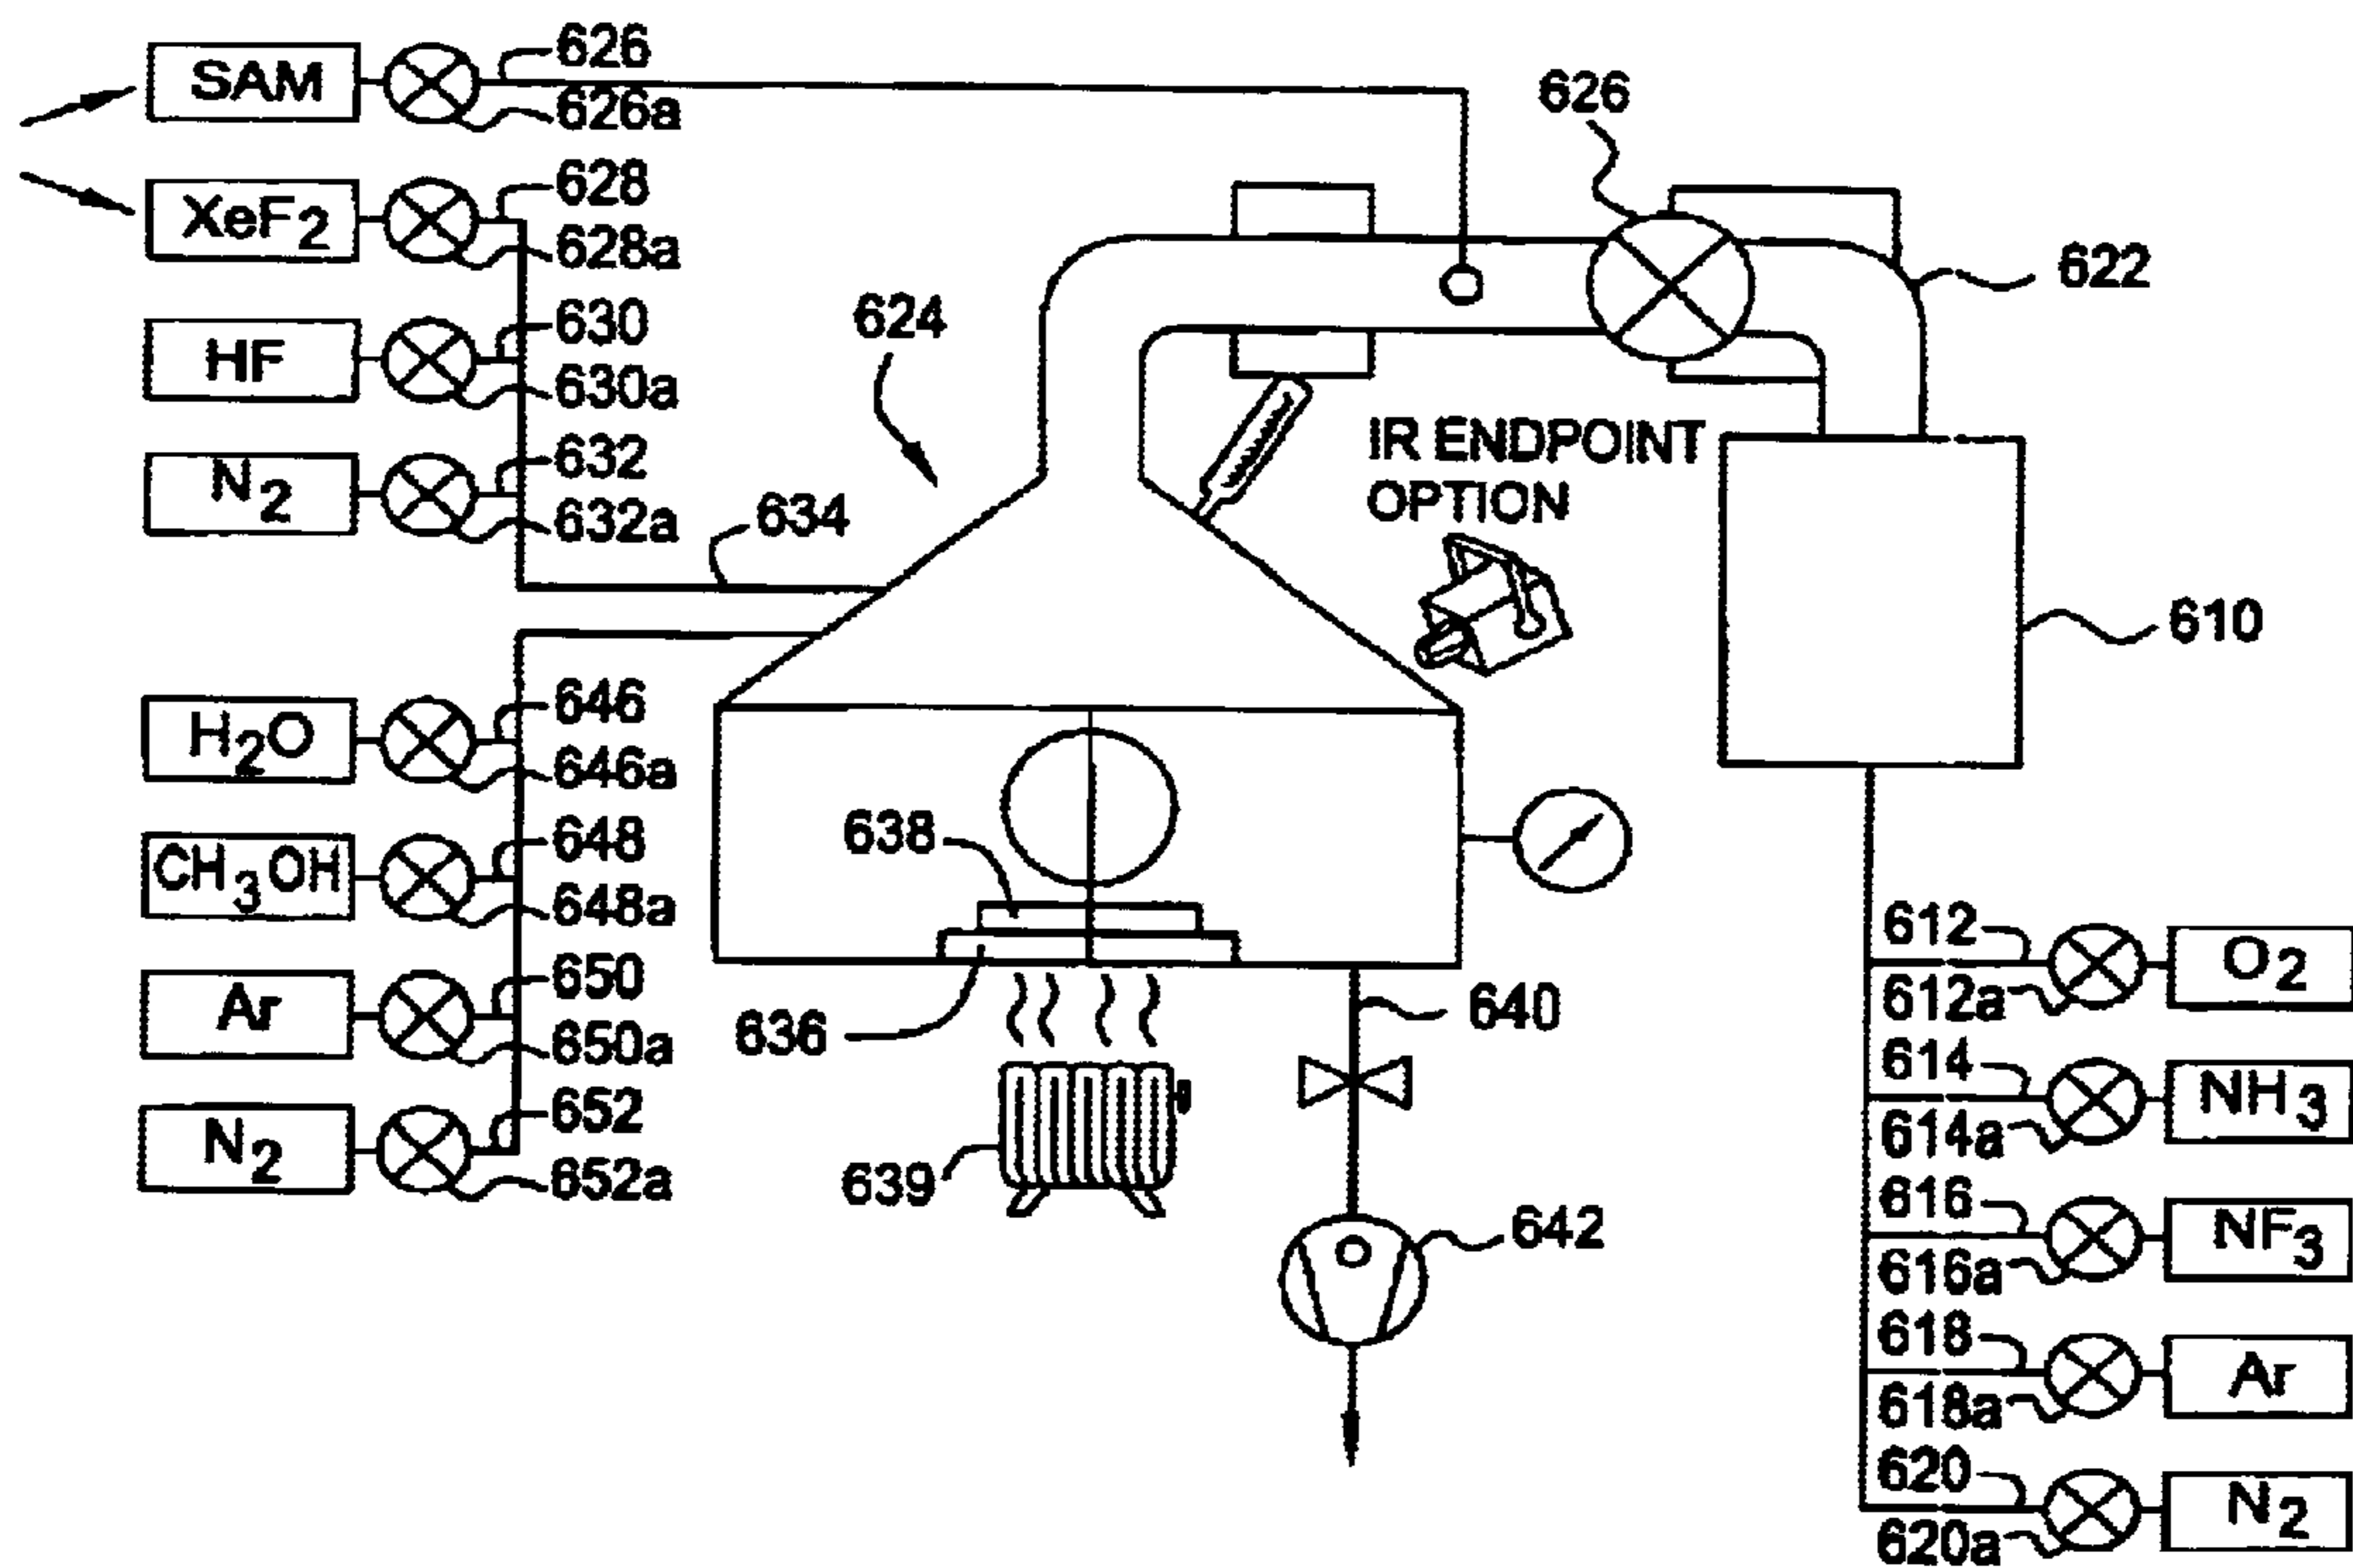 SAM
626
626a
626
XeF2
628
628a
622
HF
630
630a
624
N2
632
632a
IR ENDPOINT
OPTION
634
610
H2O
646
646a
CH3OH
648
648a
638
Ar
650
650a
636
640
N2
652
652a
639
642
612
612a
O2
614
614a
NH3
616
616a
NF3
618
618a
Ar
620
620a
N2